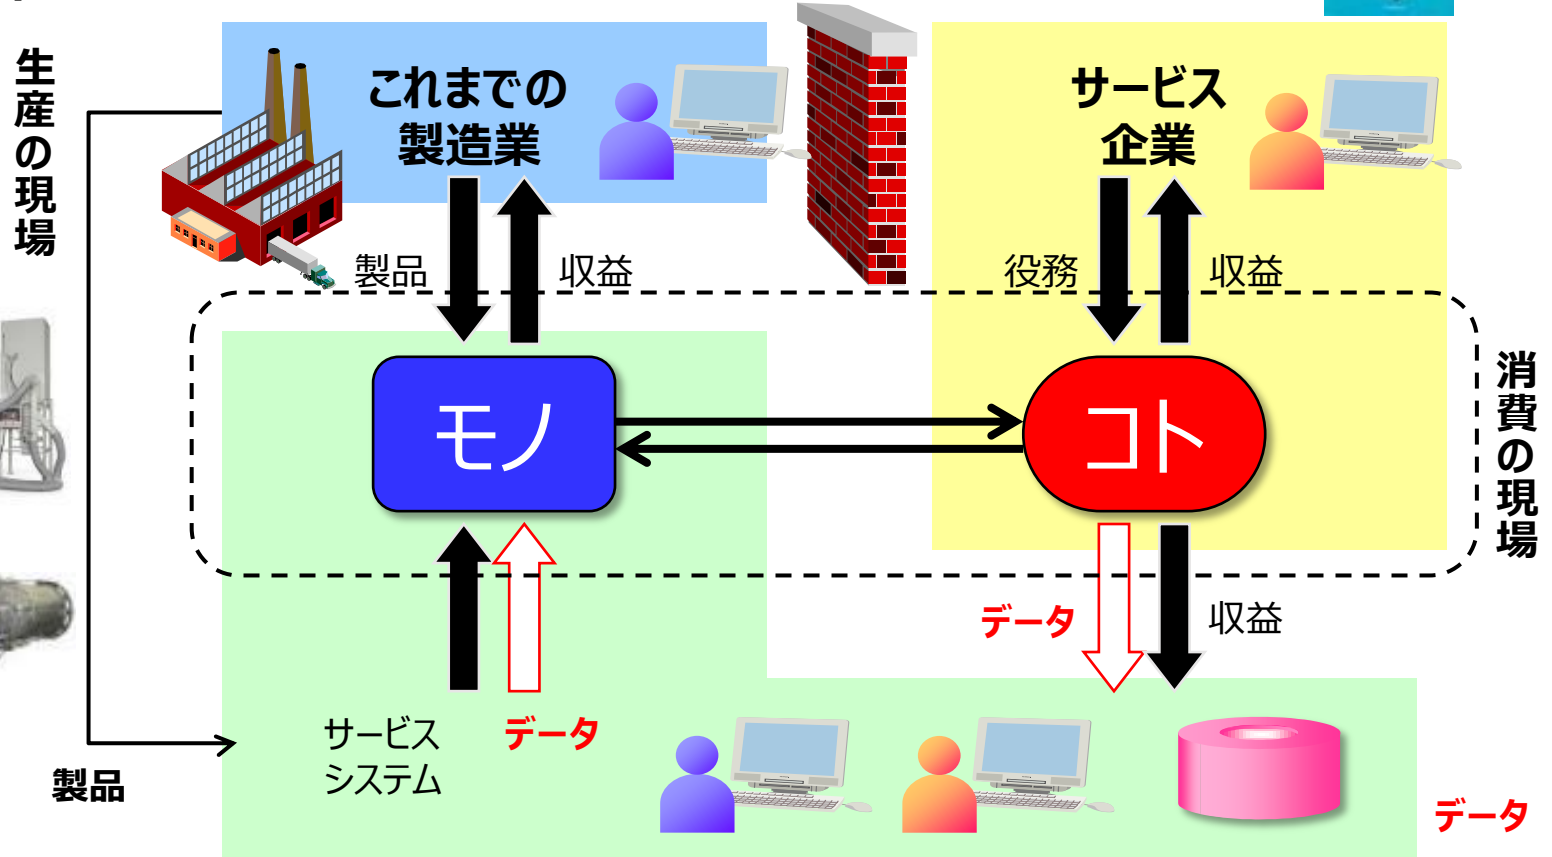 生産の現場
これまでの
製造業
サービス
企業
製品
収益
役務
収益
モノ
コト
消費の現場
データ
収益
サービス
システム
データ
製品
データ